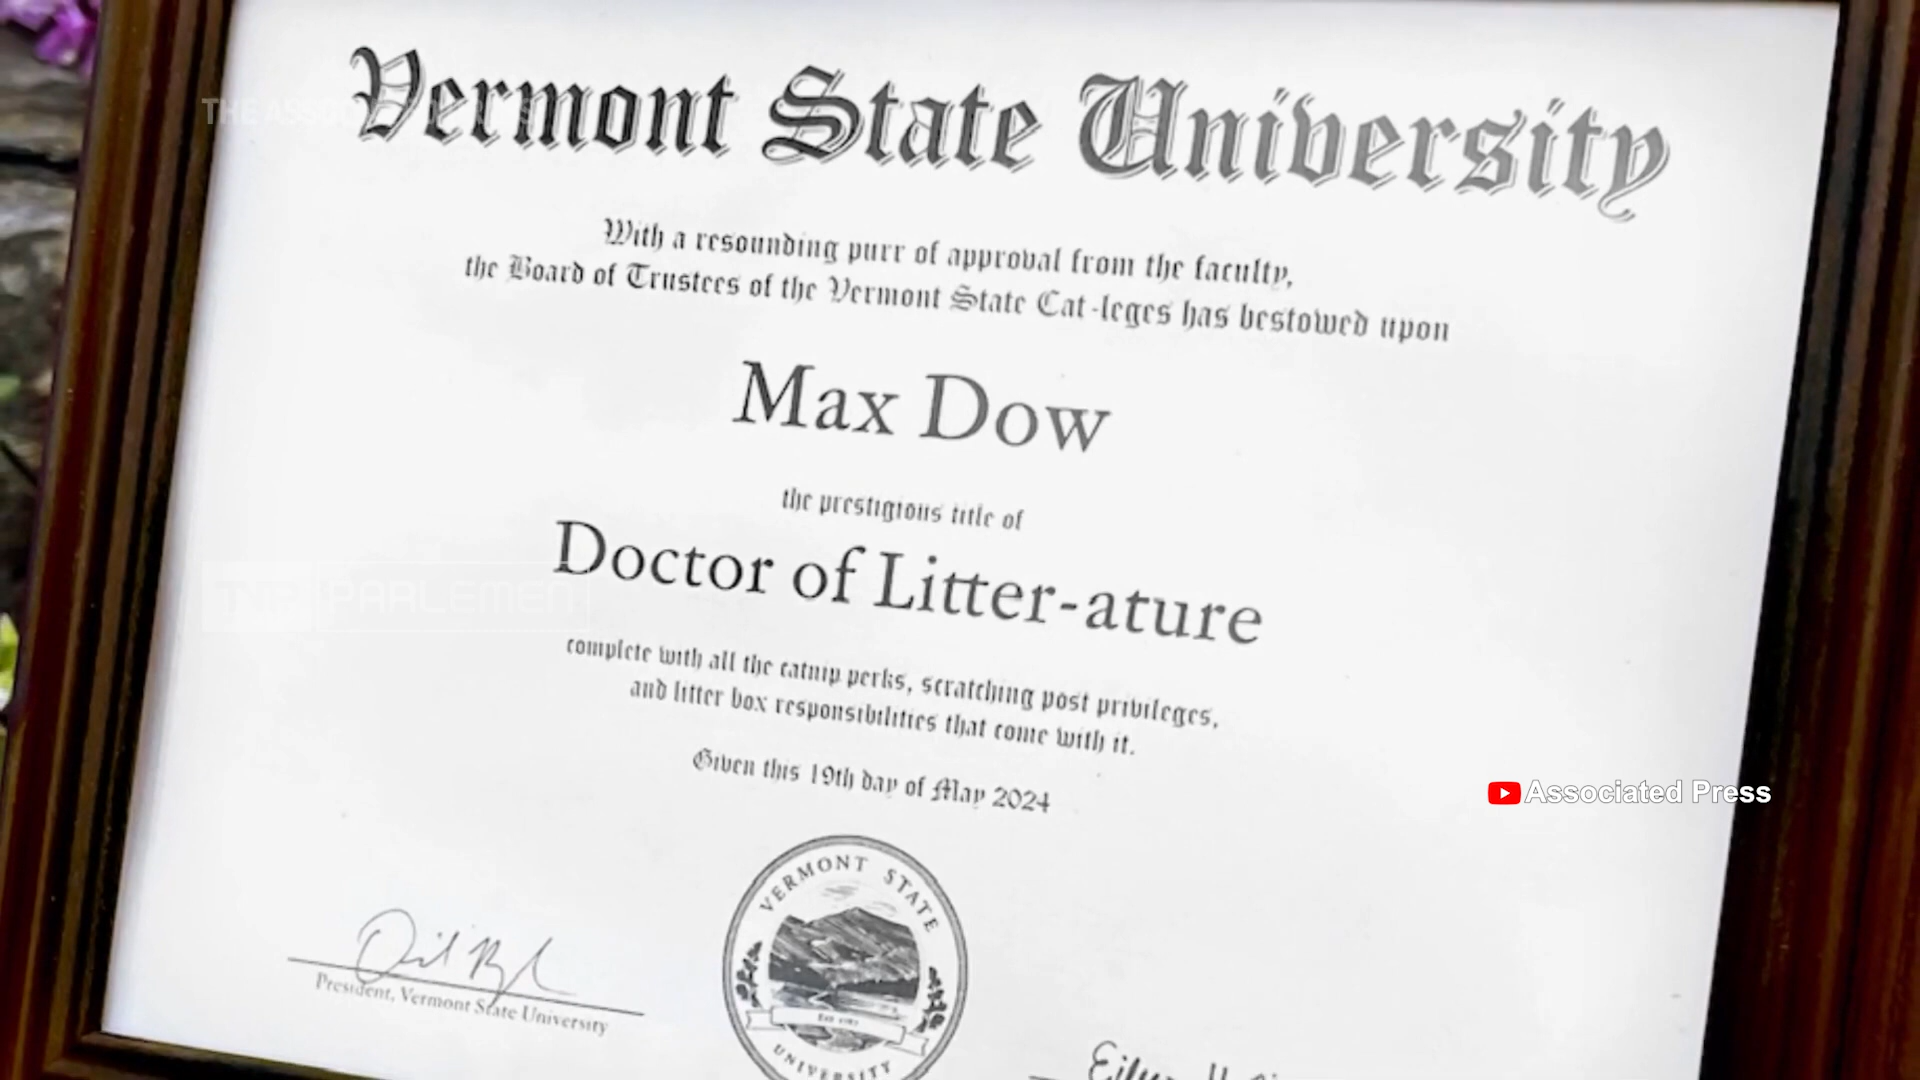 Vermont State University
With a resounding purr of approval from the faculty,
the Board of Trustees of the Vermont State Cat-leges has bestowed upon
Max Dow
the prestigious title of
Doctor of Litter-ature
complete with all the catnip perks, scratching post privileges,
and litter box responsibilities that come with it.
Given this 19th day of May 2024
President, Vermont State University
VERMONT STATE
UNIVERSITY
Associated Press
TVR PARLEMEN